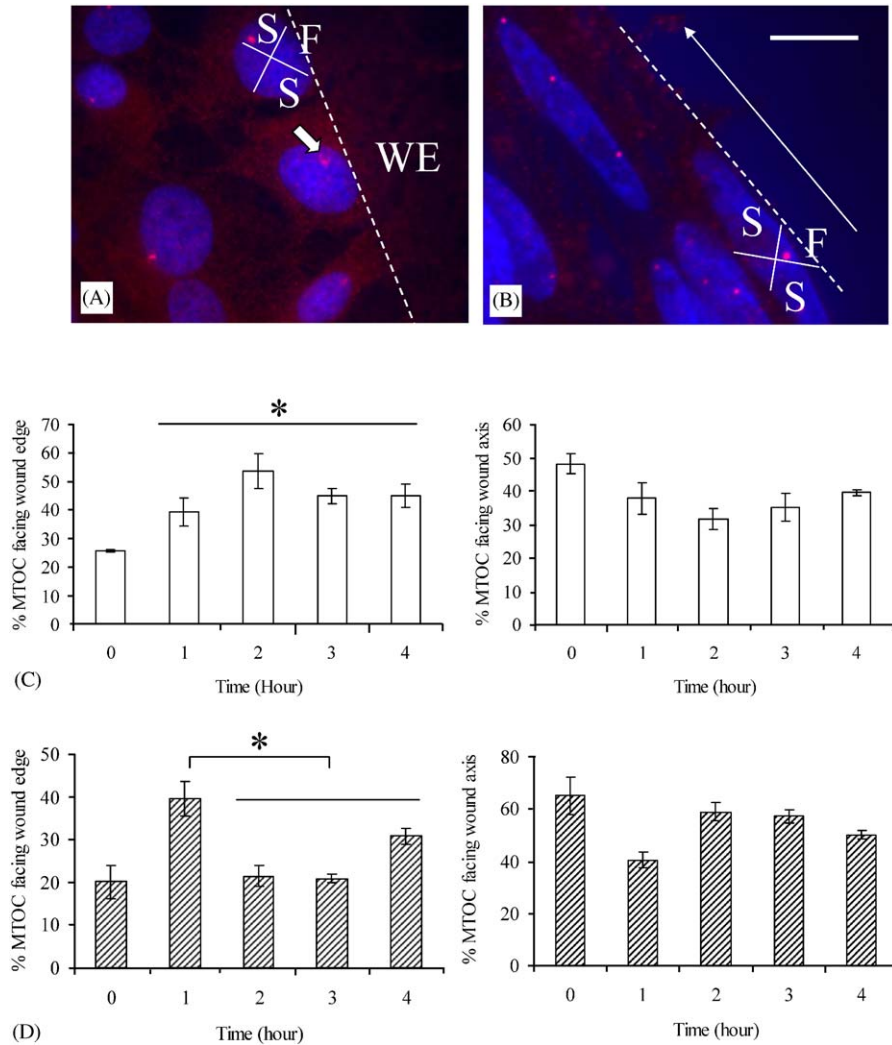 S
F
S
WE
(A)
S
F
S
(B)
*
% MTOC facing wound edge
70
60
50
40
30
20
10
0
0 1 2 3 4
Time (Hour)
% MTOC facing wound axis
60
50
40
30
20
10
0
0 1 2 3 4
Time (hour)
(C)
*
% MTOC facing wound edge
50
40
30
20
10
0
0 1 2 3 4
Time (hour)
% MTOC facing wound axis
80
60
40
20
0
0 1 2 3 4
Time (hour)
(D)